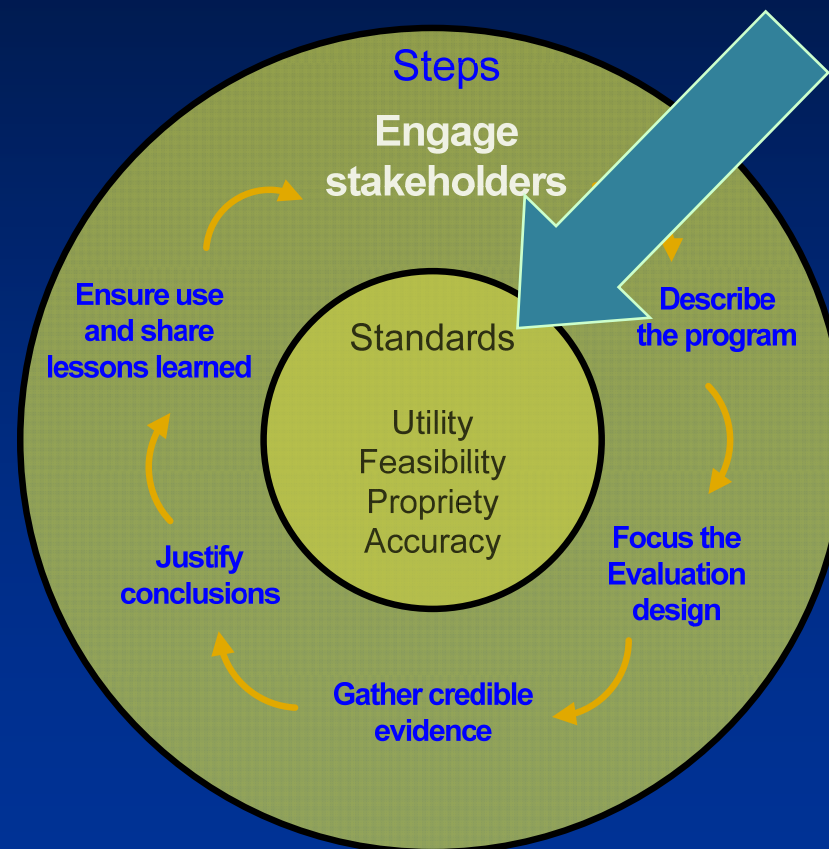 Steps
Engage
stakeholders
Describe
the program
Focus the
Evaluation
design
Gather credible
evidence
Justify
conclusions
Ensure use
and share
lessons learned
Standards
Utility
Feasibility
Propriety
Accuracy